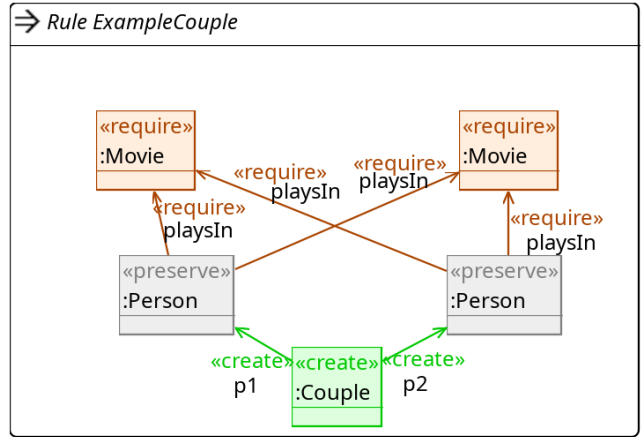 Rule ExampleCouple
«require»
:Movie
«require»
:Movie
«require»
playsIn
«require»
playsIn
«require»
playsIn
«require»
playsIn
«preserve»
:Person
«preserve»
:Person
«create»
p1
«create»
:Couple
«create»
p2